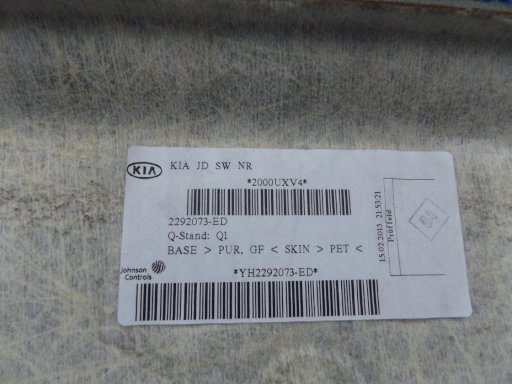 KIA
KIA JD SW NR
*2000UXV4*
2292073-ED
Q-Stand: Q1
BASE > PUR, GF < SKIN > PET <
Johnson
Controls
*YH2292073-ED*
15.02.2013 21:53:21
Prüffeld